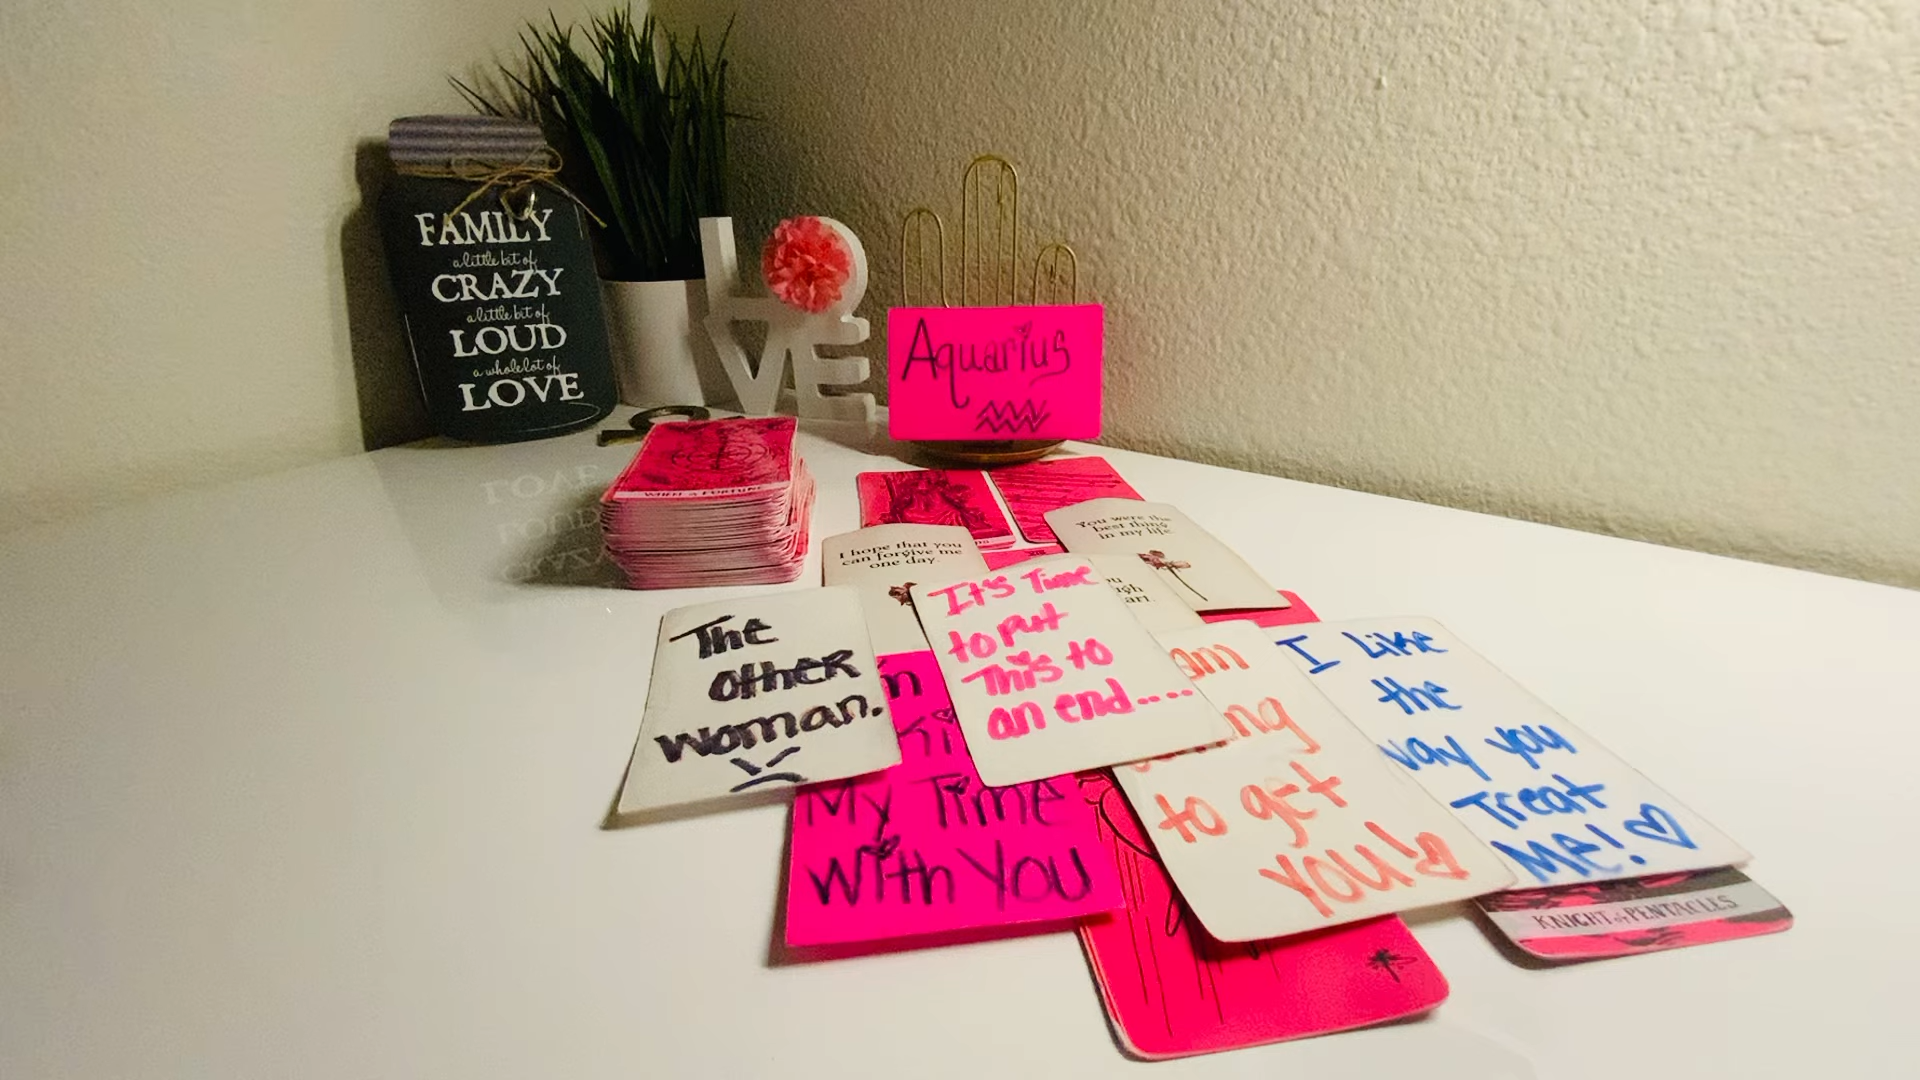 FAMILY
a little bit of
CRAZY
a little bit of
LOUD
a whole lot of
LOVE
LOVE
Aquarius
WHEEL of FORTUNE
You were the
best thing
in my life.
I hope that you
can forgive me
one day.
It's Time
to put
This to
an end....
The
other
woman.
My Time
With You
to get
YOU!
I Like
the
way you
Treat
ME!
KNIGHT of PENTACLES